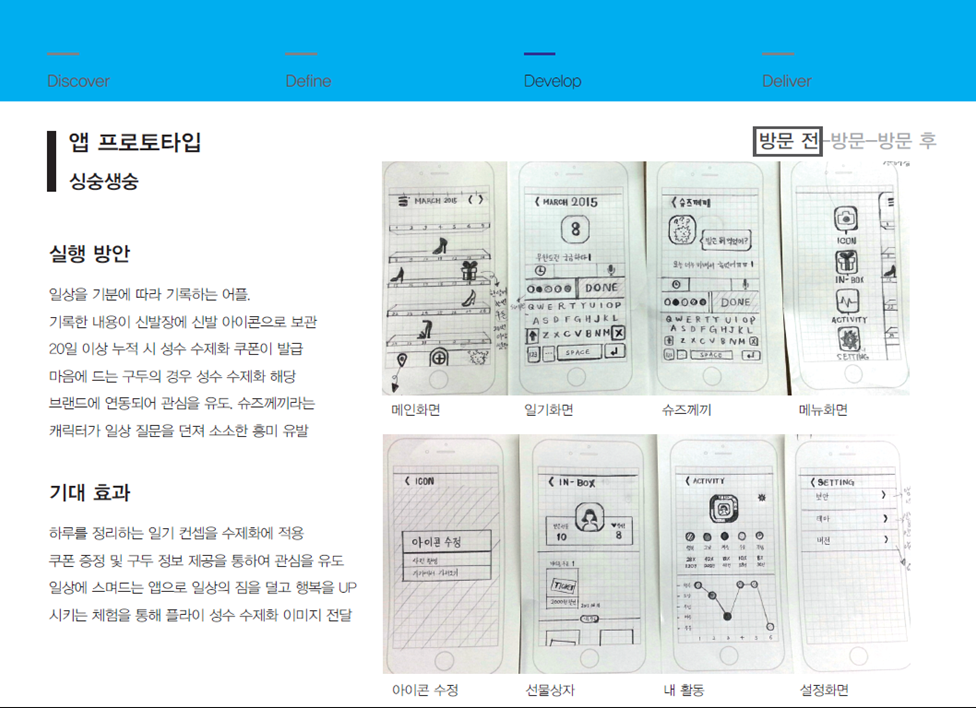 Discover
Define
Develop
Deliver
앱 프로토타입
싱숭생숭
방문 전-방문-방문 후
실행 방안
일상을 기분에 따라 기록하는 어플.
기록한 내용이 신발장에 신발 아이콘으로 보관
20일 이상 누적 시 성수 수제화 쿠폰이 발급
마음에 드는 구두의 경우 성수 수제화 해당
브랜드에 연동되어 관심을 유도. 슈즈께끼라는
캐릭터가 일상 질문을 던져 소소한 흥미 유발
기대 효과
하루를 정리하는 일기 컨셉을 수제화에 적용
쿠폰 증정 및 구두 정보 제공을 통하여 관심을 유도
일상에 스며드는 앱으로 일상의 짐을 덜고 행복을 UP
시키는 체험을 통해 플라이 성수 수제화 이미지 전달
MARCH 2015
메인화면
MARCH 2015
8
DONE
QWERTYUIOP
ASDFGHJKL
ZXCVBNM
123
SPACE
일기화면
슈즈께끼
DONE
QWERTYUIOP
ASDFGHJKL
ZXCVBNM
SPACE
슈즈께끼
ICON
IN-BOX
ACTIVITY
SETTING
메뉴화면
ICON
아이콘 수정
아이콘 수정
IN-BOX
10
8
TICKET
선물상자
ACTIVITY
1 2 3 4 5 6
내 활동
SETTING
보안
테마
버전
설정화면